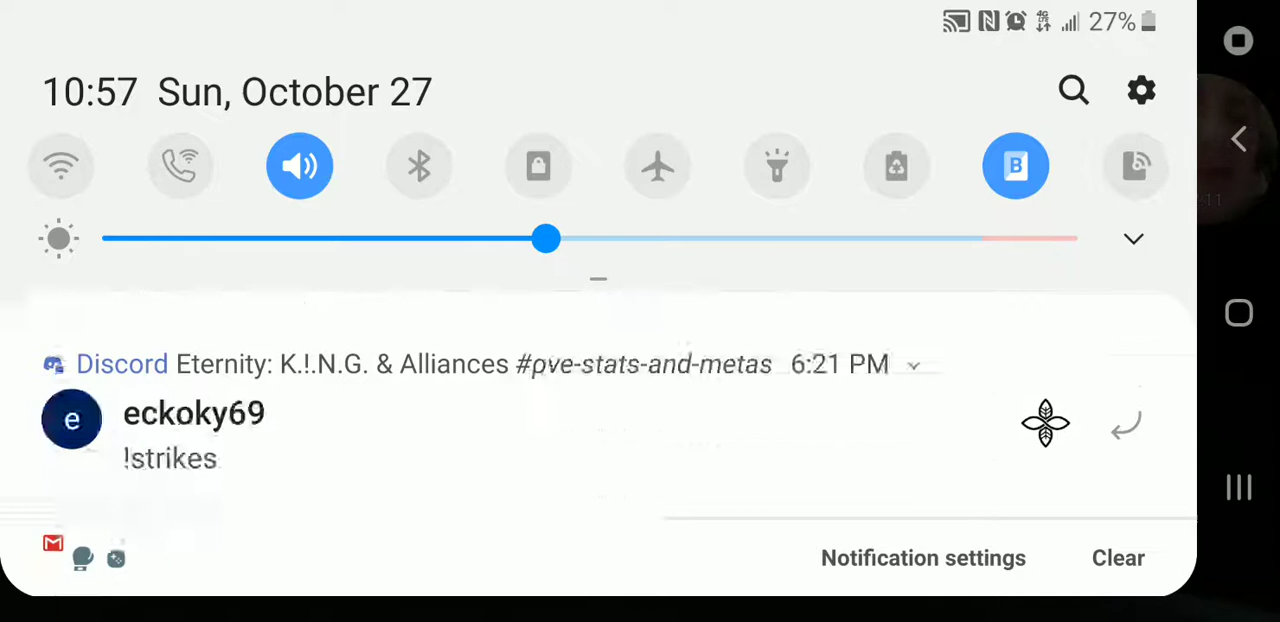 27%
10:57 Sun, October 27
B
Discord Eternity: K.!.N.G. & Alliances #pve-stats-and-metas 6:21 PM
e
eckoky69
!strikes
Notification settings Clear